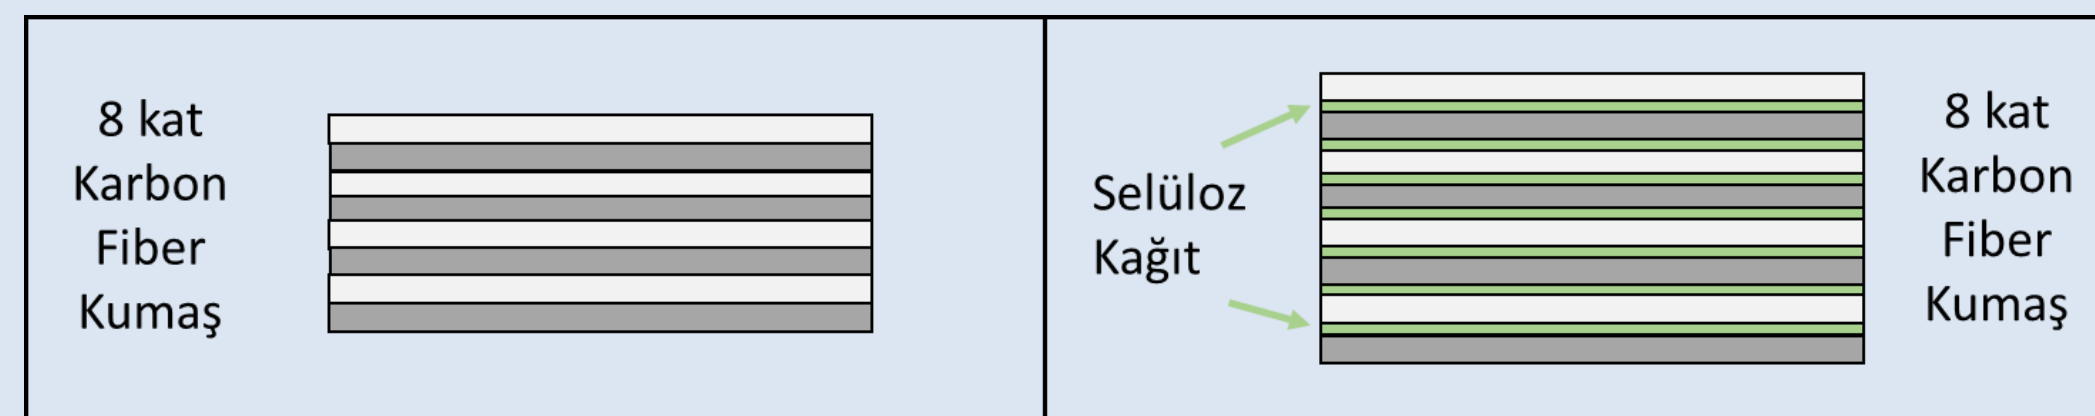 8 kat
Karbon
Fiber
Kumaş
Selüloz
Kağıt
8 kat
Karbon
Fiber
Kumaş